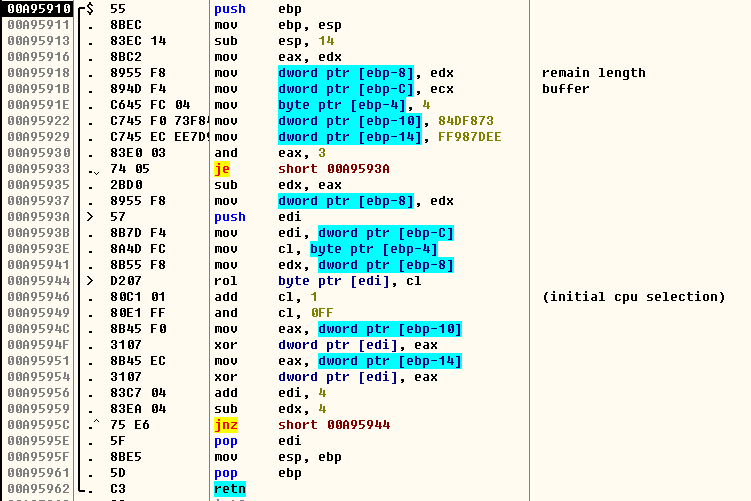 00A95910 $ 55 push ebp
00A95911 . 8BEC mov ebp, esp
00A95913 . 83EC 14 sub esp, 14
00A95916 . 8BC2 mov eax, edx
00A95918 . 8955 F8 mov dword ptr [ebp-8], edx remain length
00A9591B . 894D F4 mov dword ptr [ebp-C], ecx buffer
00A9591E . C645 FC 04 mov byte ptr [ebp-4], 4
00A95922 . C745 F0 73F84 mov dword ptr [ebp-10], 84DF873
00A95929 . C745 EC EE7D9 mov dword ptr [ebp-14], FF987DEE
00A95930 . 83E0 03 and eax, 3
00A95933 .⌄ 74 05 je short 00A9593A
00A95935 . 2BD0 sub edx, eax
00A95937 . 8955 F8 mov dword ptr [ebp-8], edx
00A9593A > 57 push edi
00A9593B . 8B7D F4 mov edi, dword ptr [ebp-C]
00A9593E . 8A4D FC mov cl, byte ptr [ebp-4]
00A95941 . 8B55 F8 mov edx, dword ptr [ebp-8]
00A95944 > D207 rol byte ptr [edi], cl
00A95946 . 80C1 01 add cl, 1 (initial cpu selection)
00A95949 . 80E1 FF and cl, 0FF
00A9594C . 8B45 F0 mov eax, dword ptr [ebp-10]
00A9594F . 3107 xor dword ptr [edi], eax
00A95951 . 8B45 EC mov eax, dword ptr [ebp-14]
00A95954 . 3107 xor dword ptr [edi], eax
00A95956 . 83C7 04 add edi, 4
00A95959 . 83EA 04 sub edx, 4
00A9595C .^ 75 E6 jnz short 00A95944
00A9595E . 5F pop edi
00A9595F . 8BE5 mov esp, ebp
00A95961 . 5D pop ebp
00A95962 . C3 retn